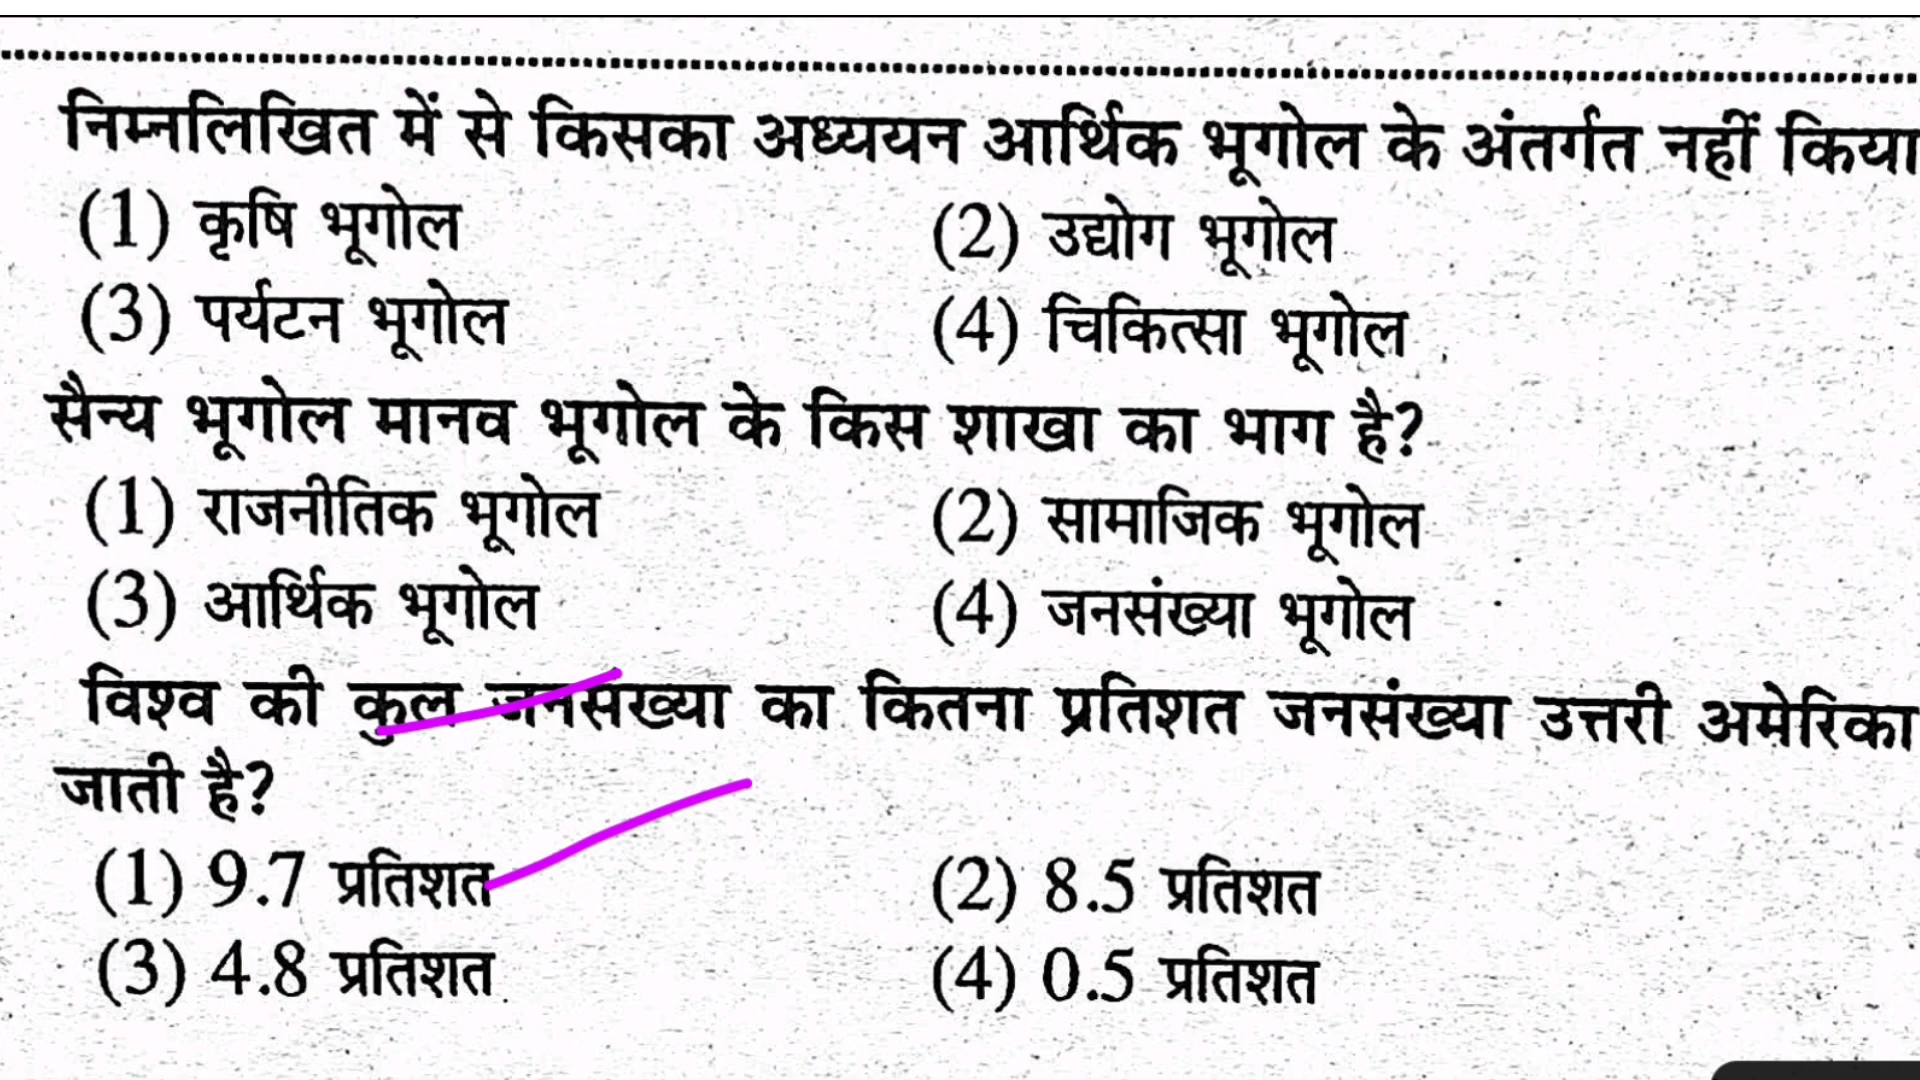 निम्नलिखित में से किसका अध्ययन आर्थिक भूगोल के अंतर्गत नहीं किया
(1) कृषि भूगोल (2) उद्योग भूगोल
(3) पर्यटन भूगोल (4) चिकित्सा भूगोल
सैन्य भूगोल मानव भूगोल के किस शाखा का भाग है?
(1) राजनीतिक भूगोल (2) सामाजिक भूगोल
(3) आर्थिक भूगोल (4) जनसंख्या भूगोल
विश्व की कुल जनसंख्या का कितना प्रतिशत जनसंख्या उत्तरी अमेरिका
जाती है?
(1) 9.7 प्रतिशत (2) 8.5 प्रतिशत
(3) 4.8 प्रतिशत (4) 0.5 प्रतिशत